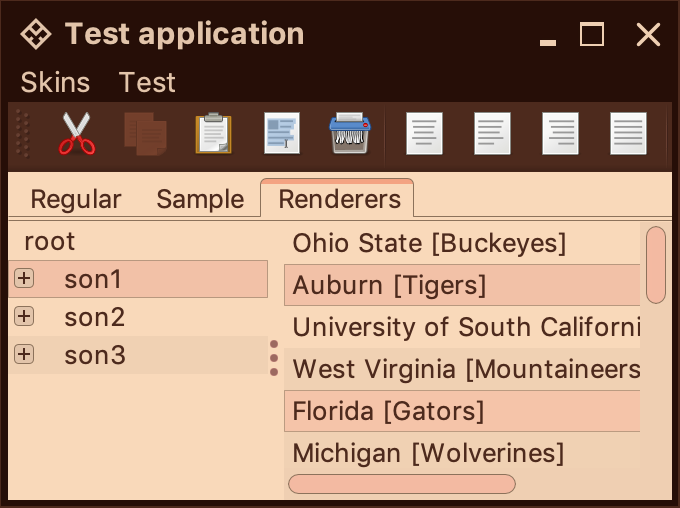 Test application
Skins Test
Regular Sample Renderers
root
son1
son2
son3
Ohio State [Buckeyes]
Auburn [Tigers]
University of South Californi
West Virginia [Mountaineers
Florida [Gators]
Michigan [Wolverines]